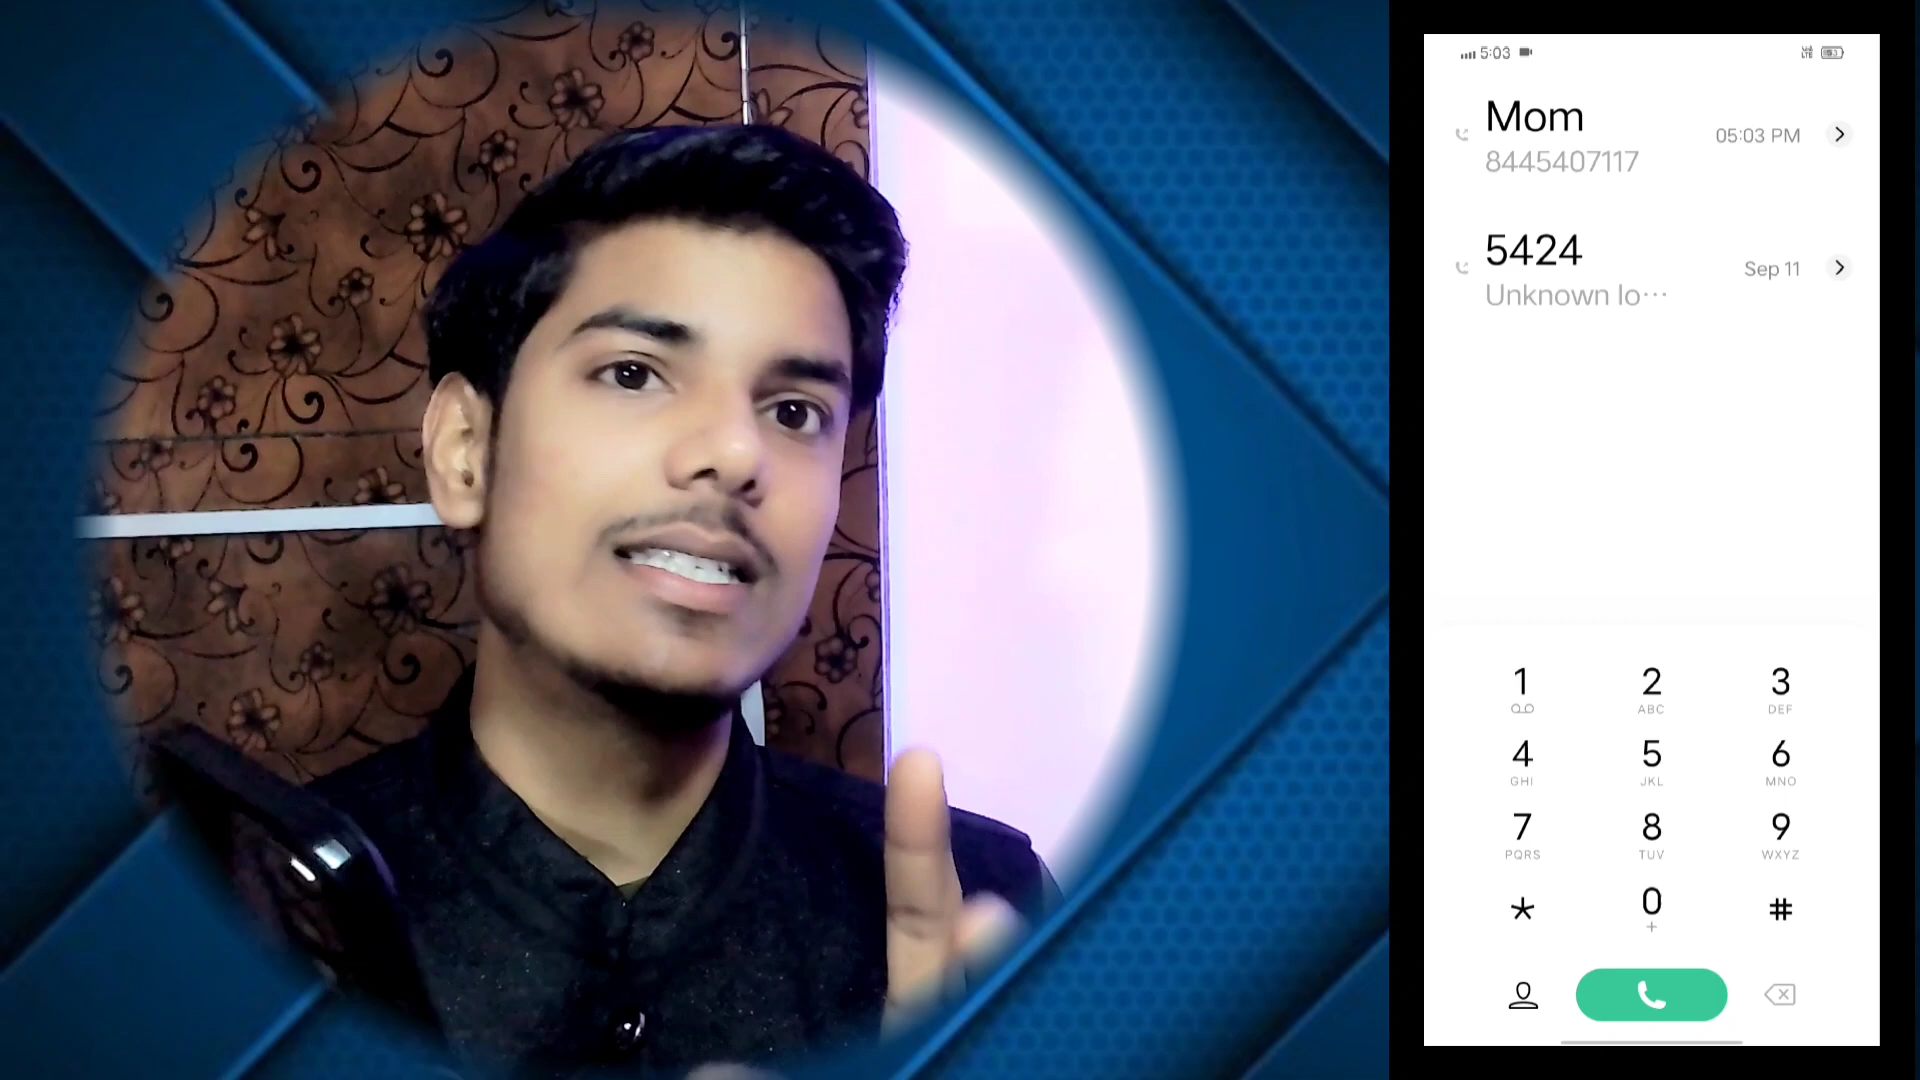 5:03
Mom
8445407117
05:03 PM
5424
Unknown lo...
Sep 11
1
2
ABC
3
DEF
4
GHI
5
JKL
6
MNO
7
PQRS
8
TUV
9
WXYZ
*
0
+
#